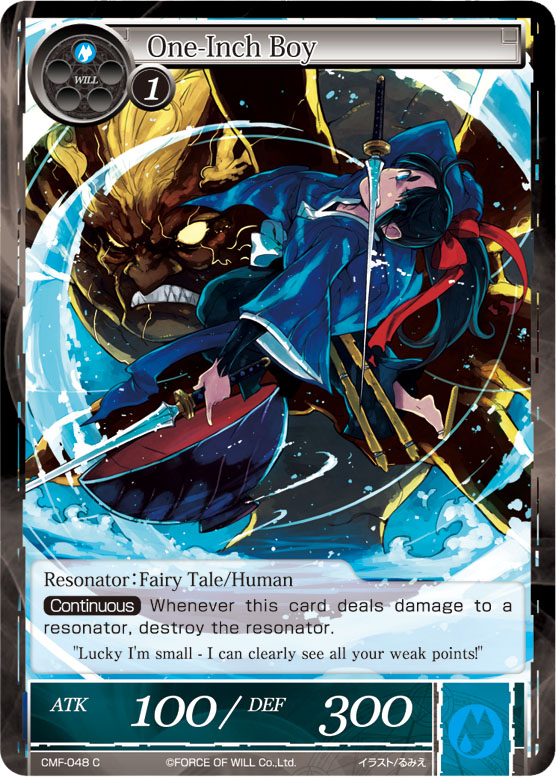 One-Inch Boy
WILL
1
Resonator:Fairy Tale/Human
Continuous Whenever this card deals damage to a
resonator, destroy the resonator.
"Lucky I'm small - I can clearly see all your weak points!"
ATK 100/ DEF 300
CMF-048 C ©FORCE OF WILL Co.,Ltd. イラスト/るみえ